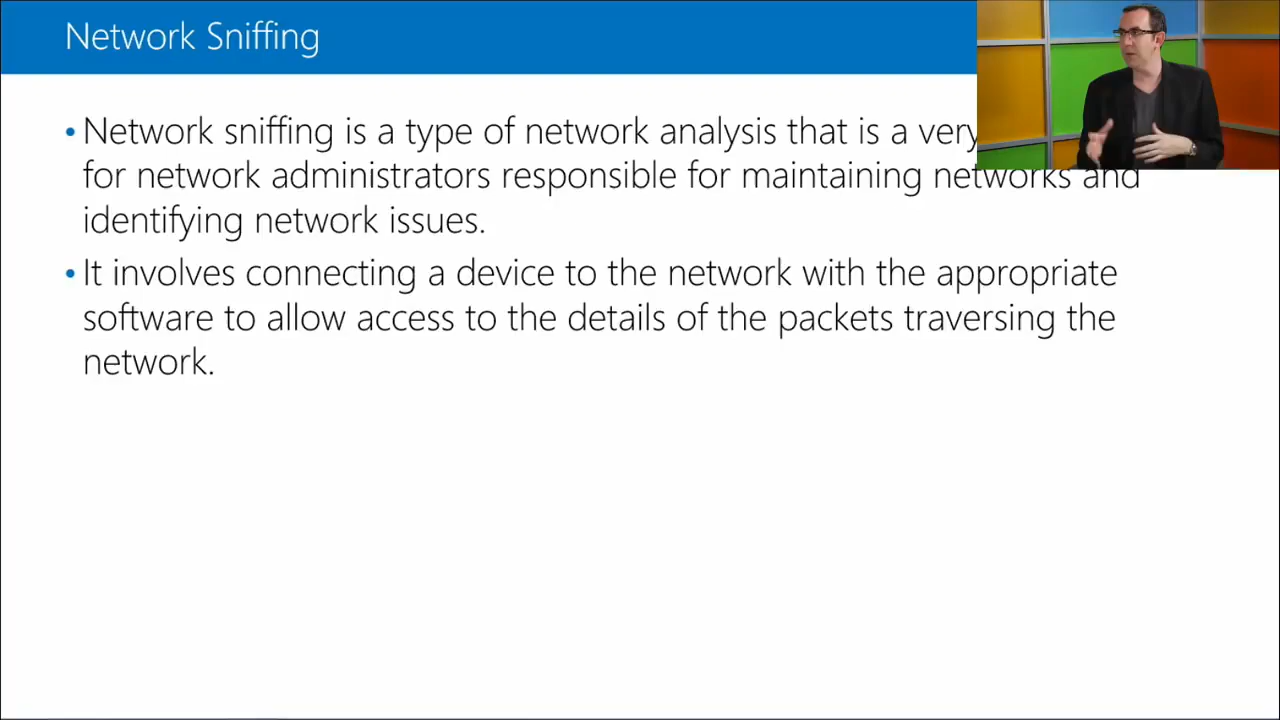 Network Sniffing
• Network sniffing is a type of network analysis that is a very
for network administrators responsible for maintaining networks and
identifying network issues.
• It involves connecting a device to the network with the appropriate
software to allow access to the details of the packets traversing the
network.